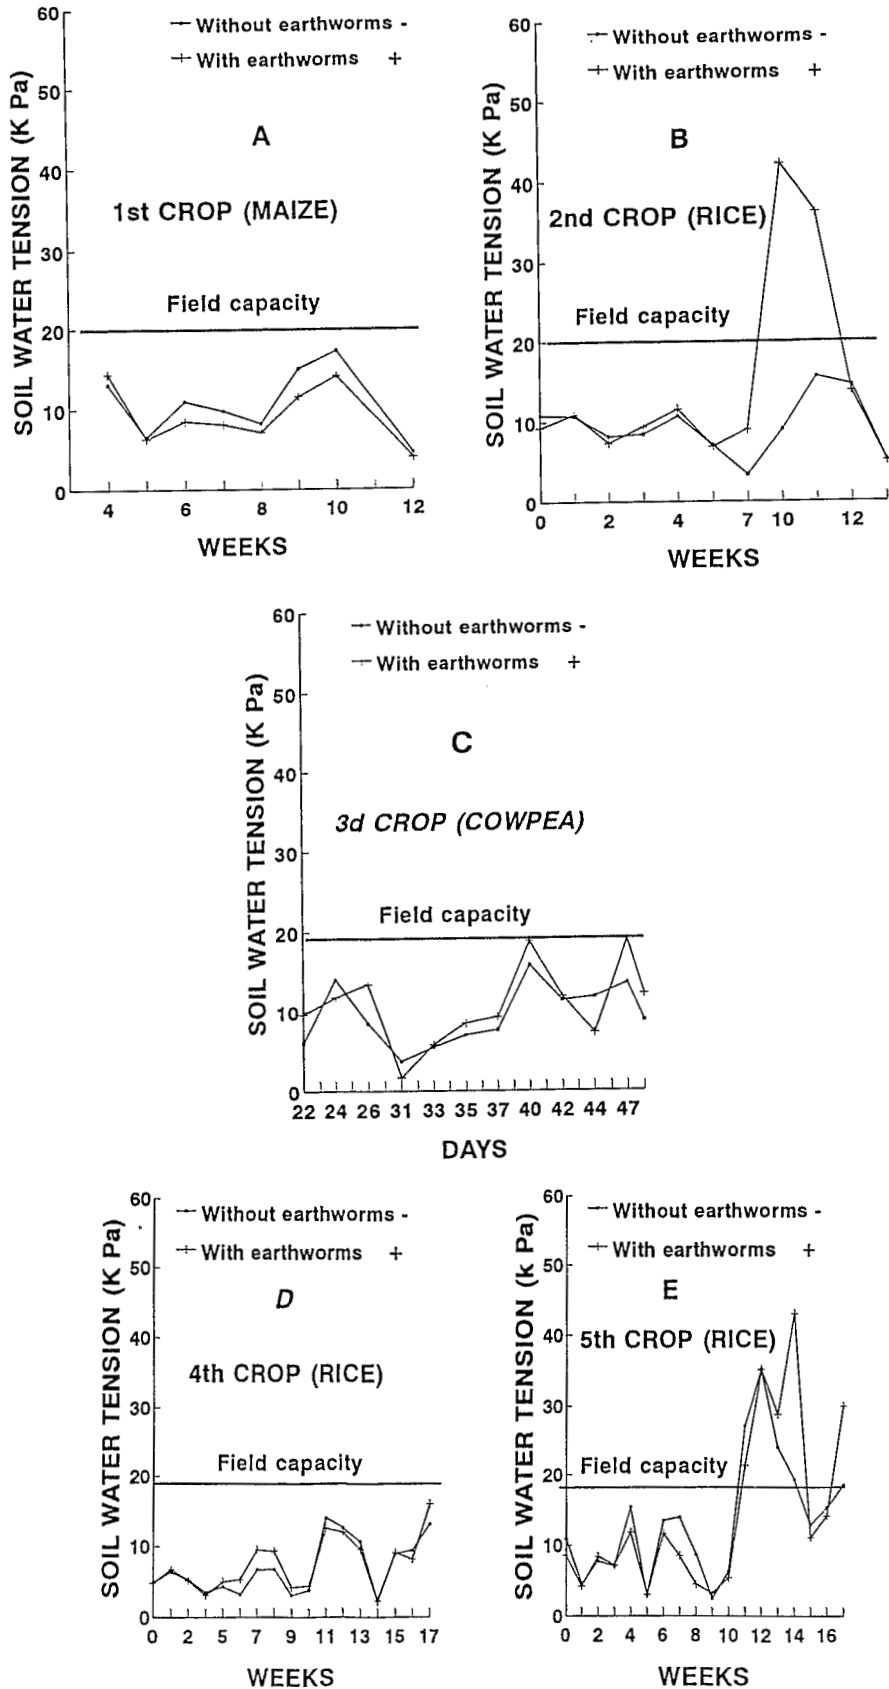 60
50
40
30
20
10
0
SOIL WATER TENSION (K Pa)
Without earthworms -
With earthworms +
A
1st CROP (MAIZE)
Field capacity
4 6 8 10 12
WEEKS
60
50
40
30
20
10
0
SOIL WATER TENSION (K Pa)
Without earthworms -
With earthworms +
B
2nd CROP (RICE)
Field capacity
0 2 4 7 10 12
WEEKS
60
50
40
30
20
10
0
SOIL WATER TENSION (K Pa)
Without earthworms -
With earthworms +
C
3d CROP (COWPEA)
Field capacity
22 24 26 31 33 35 37 40 42 44 47
DAYS
60
50
40
30
20
10
0
SOIL WATER TENSION (K Pa)
Without earthworms -
With earthworms +
D
4th CROP (RICE)
Field capacity
0 2 5 7 9 11 13 15 17
WEEKS
60
50
40
30
20
10
0
SOIL WATER TENSION (K Pa)
Without earthworms -
With earthworms +
E
5th CROP (RICE)
Field capacity
0 2 4 6 8 10 12 14 16
WEEKS